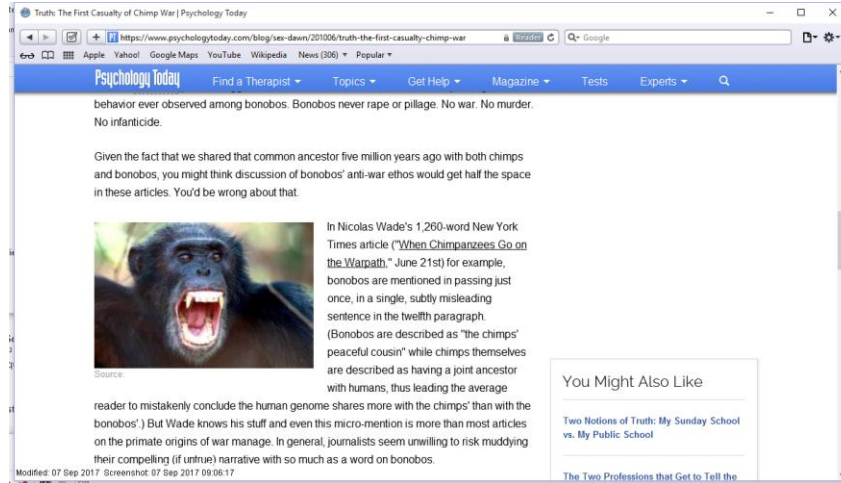 Truth: The First Casualty of Chimp War | Psychology Today
https://www.psychologytoday.com/blog/sex-dawn/201006/truth-the-first-casualty-chimp-war
Reader
Google
Apple Yahoo! Google Maps YouTube Wikipedia News (306) Popular
Psychology Today Find a Therapist Topics Get Help Magazine Tests Experts
behavior ever observed among bonobos. Bonobos never rape or pillage. No war. No murder.
No infanticide.
Given the fact that we shared that common ancestor five million years ago with both chimps
and bonobos, you might think discussion of bonobos' anti-war ethos would get half the space
in these articles. You'd be wrong about that.
In Nicolas Wade's 1,260-word New York
Times article ("When Chimpanzees Go on
the Warpath," June 21st) for example,
bonobos are mentioned in passing just
once, in a single, subtly misleading
sentence in the twelfth paragraph.
(Bonobos are described as "the chimps'
peaceful cousin" while chimps themselves
are described as having a joint ancestor
with humans, thus leading the average
Source:
reader to mistakenly conclude the human genome shares more with the chimps' than with the
bonobos'.) But Wade knows his stuff and even this micro-mention is more than most articles
on the primate origins of war manage. In general, journalists seem unwilling to risk muddying
their compelling (if untrue) narrative with so much as a word on bonobos.
You Might Also Like
Two Notions of Truth: My Sunday School
vs. My Public School
The Two Professions that Get to Tell the
Modified: 07 Sep 2017 Screenshot: 07 Sep 2017 09:06:17